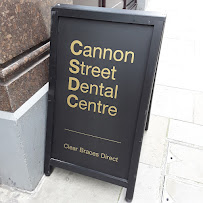 Cannon
Street
Dental
Centre
Clear Braces Direct